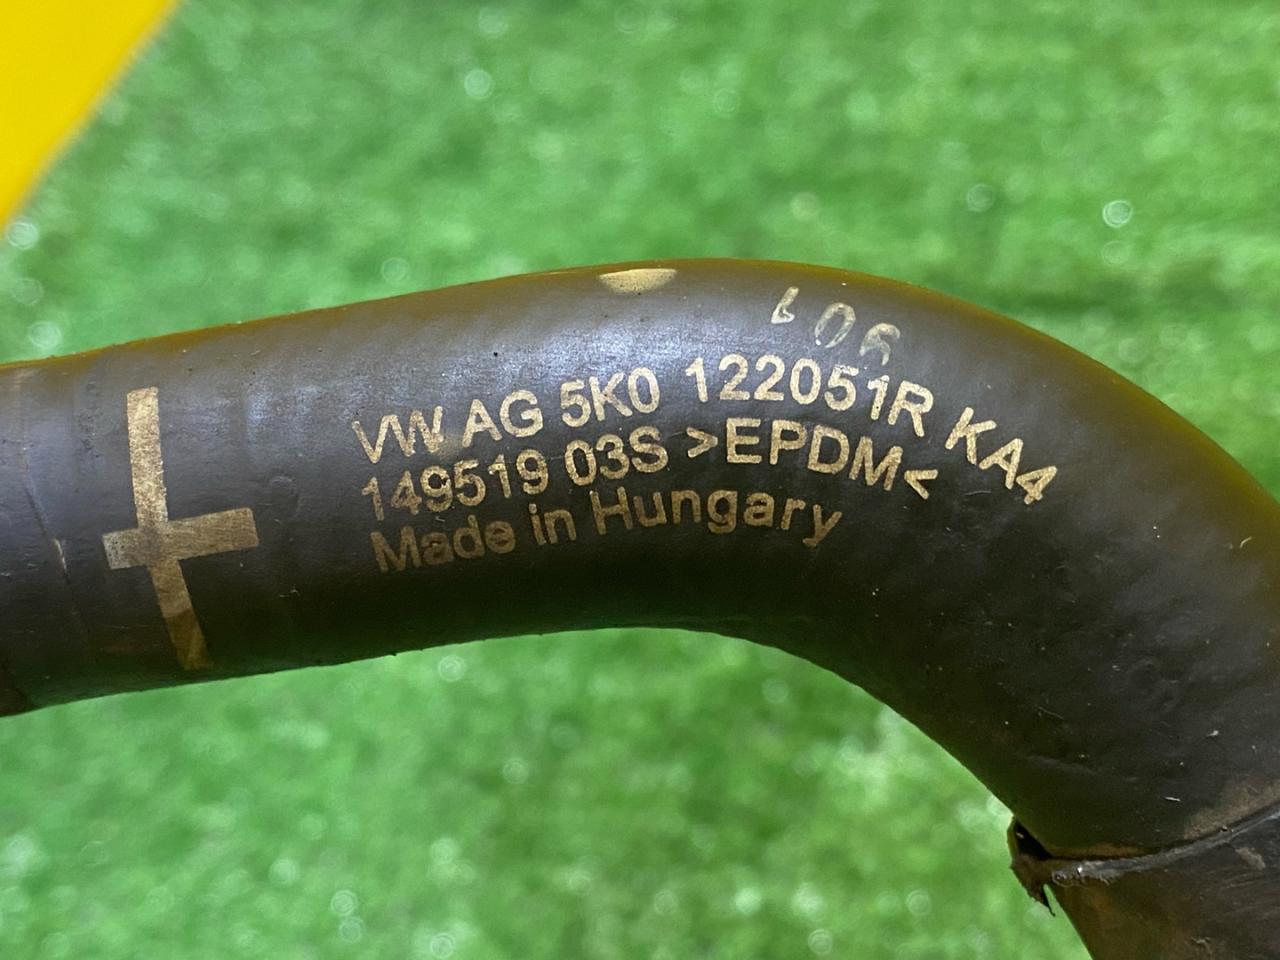 VW AG 5K0 122051R KA4
149519 03S >EPDM<
Made in Hungary